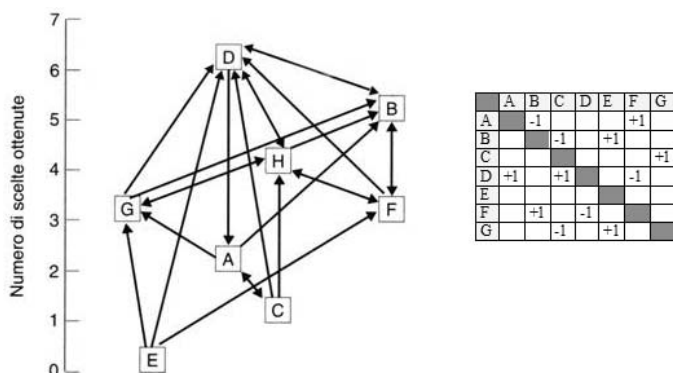 Numero di scelte ottenute
7
6
5
4
3
2
1
0
D
B
H
G
F
A
C
E
A B C D E F G
A -1 +1
B -1 +1
C +1
D +1 +1 -1
E
F +1 -1
G -1 +1